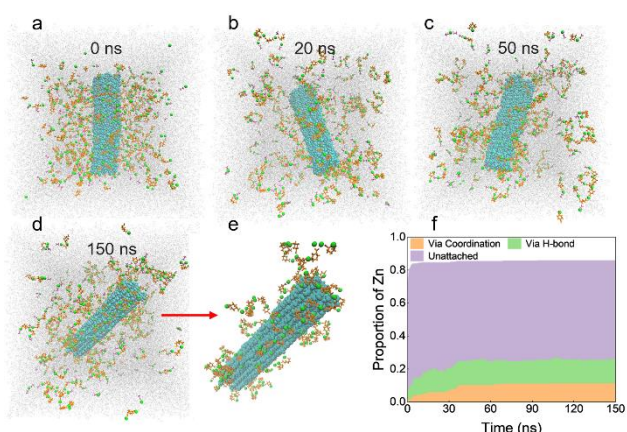 a
0 ns
b
20 ns
c
50 ns
d
150 ns
e
f
Via Coordination
Via H-bond
Unattached
1.0
0.8
0.6
0.4
0.2
0.0
Proportion of Zn
0
30
60
90
120
150
Time (ns)